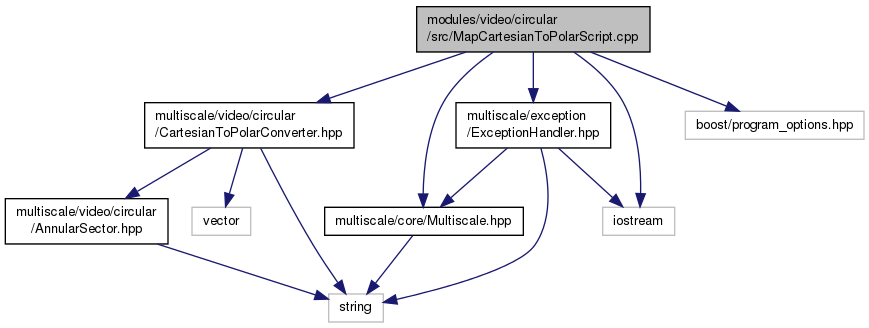 modules/video/circular
/src/MapCartesianToPolarScript.cpp
multiscale/video/circular
/CartesianToPolarConverter.hpp
multiscale/exception
/ExceptionHandler.hpp
boost/program_options.hpp
multiscale/video/circular
/AnnularSector.hpp
vector
multiscale/core/Multiscale.hpp
iostream
string